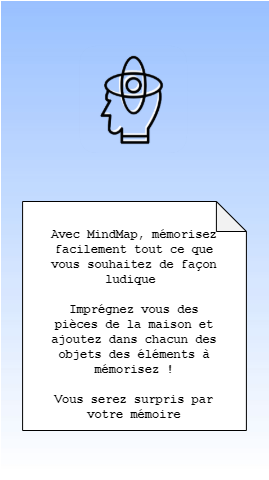 Avec MindMap, mémorisez
facilement tout ce que
vous souhaitez de façon
ludique
Imprégnez vous des
pièces de la maison et
ajoutez dans chacun des
objets des éléments à
mémorisez !
Vous serez surpris par
votre mémoire